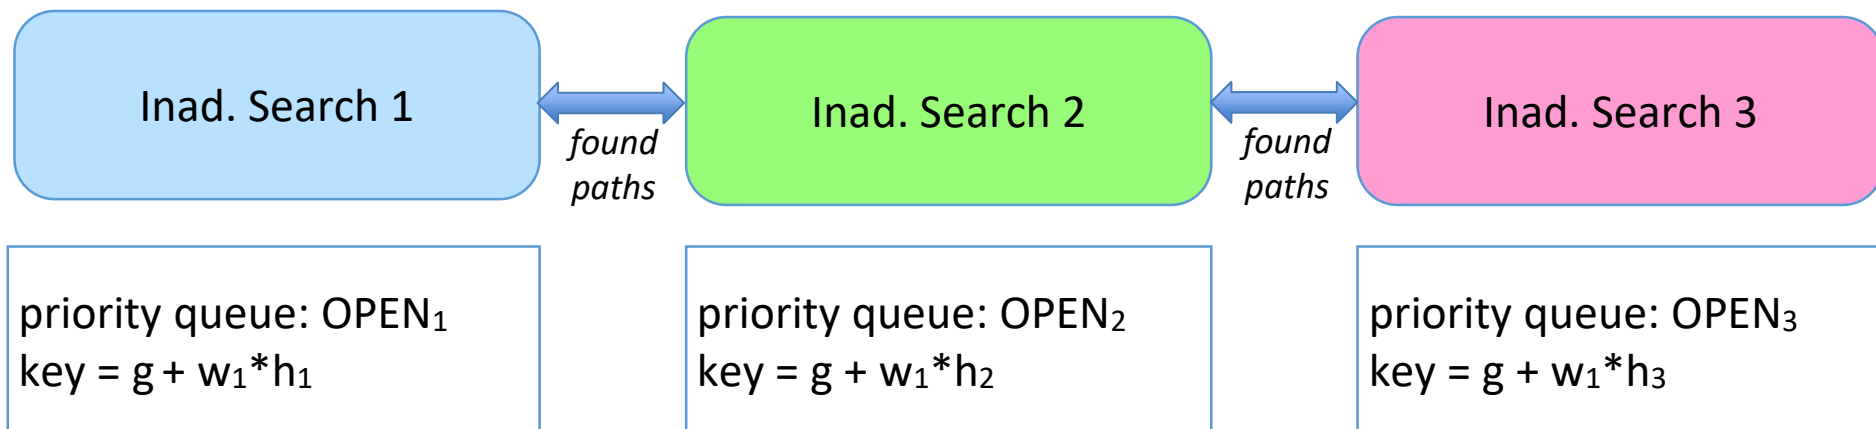 Inad. Search 1
found
paths
Inad. Search 2
found
paths
Inad. Search 3
priority queue: OPEN₁
key = g + w₁*h₁
priority queue: OPEN₂
key = g + w₁*h₂
priority queue: OPEN₃
key = g + w₁*h₃